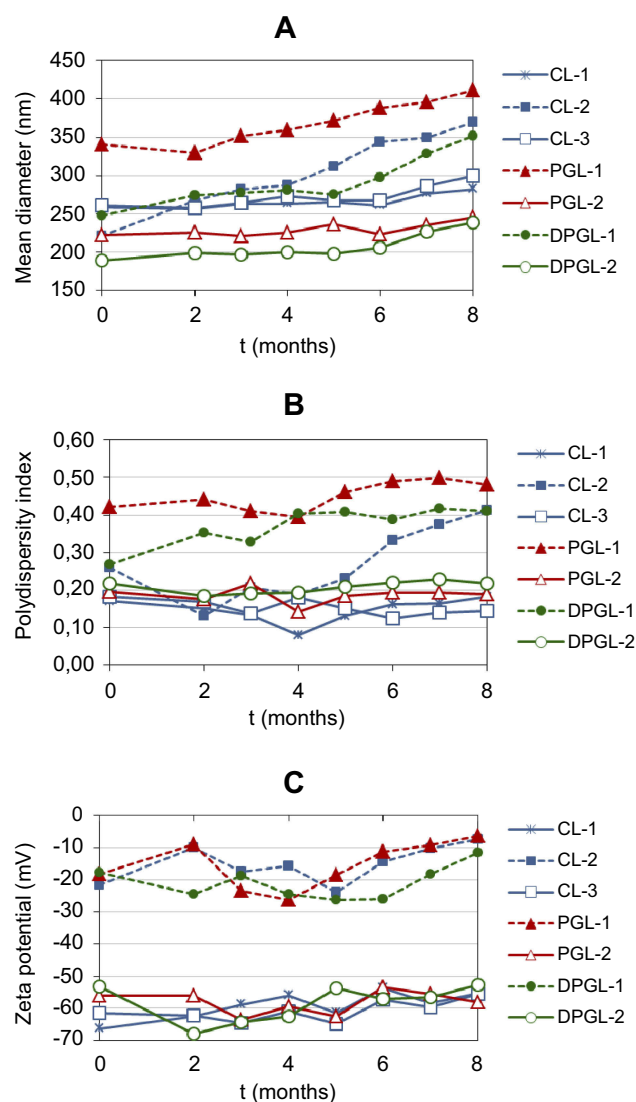 A
Mean diameter (nm)
450
400
350
300
250
200
150
0 2 4 6 8
t (months)
CL-1
CL-2
CL-3
PGL-1
PGL-2
DPGL-1
DPGL-2
B
Polydispersity index
0,60
0,50
0,40
0,30
0,20
0,10
0,00
0 2 4 6 8
t (months)
CL-1
CL-2
CL-3
PGL-1
PGL-2
DPGL-1
DPGL-2
C
Zeta potential (mV)
0
-10
-20
-30
-40
-50
-60
-70
0 2 4 6 8
t (months)
CL-1
CL-2
CL-3
PGL-1
PGL-2
DPGL-1
DPGL-2